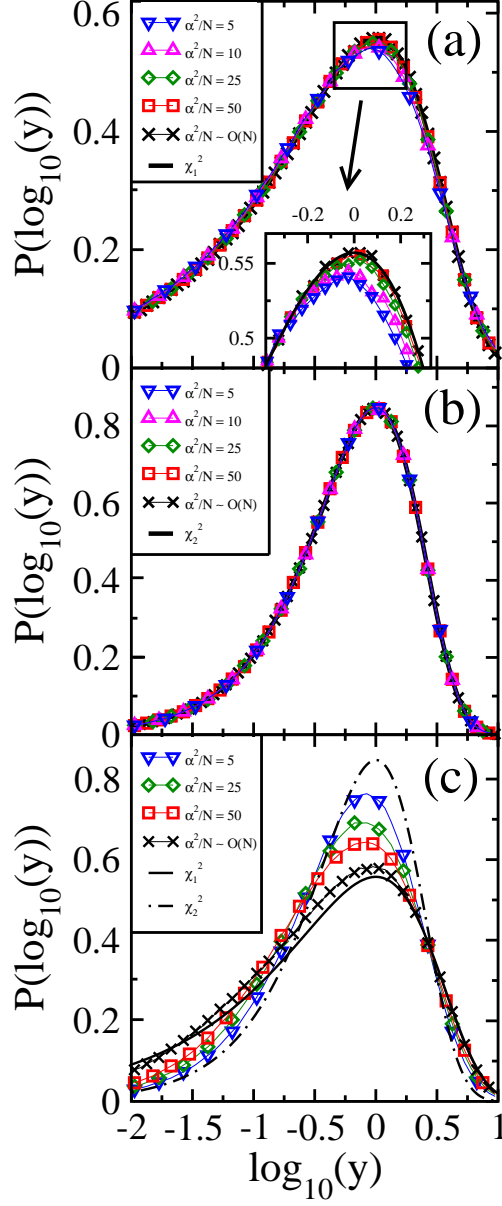 (a)
α²/N = 5
α²/N = 10
α²/N = 25
α²/N = 50
α²/N ~ O(N)
χ₁²
P(log₁₀(y))
0.6
0.4
0.2
0
-0.2 0 0.2
0.55
0.5
(b)
α²/N = 5
α²/N = 10
α²/N = 25
α²/N = 50
α²/N ~ O(N)
χ₂²
P(log₁₀(y))
0.8
0.6
0.4
0.2
0
(c)
α²/N = 5
α²/N = 25
α²/N = 50
α²/N ~ O(N)
χ₁²
χ₂²
P(log₁₀(y))
0.8
0.6
0.4
0.2
0
-2 -1.5 -1 -0.5 0 0.5 1
log₁₀(y)